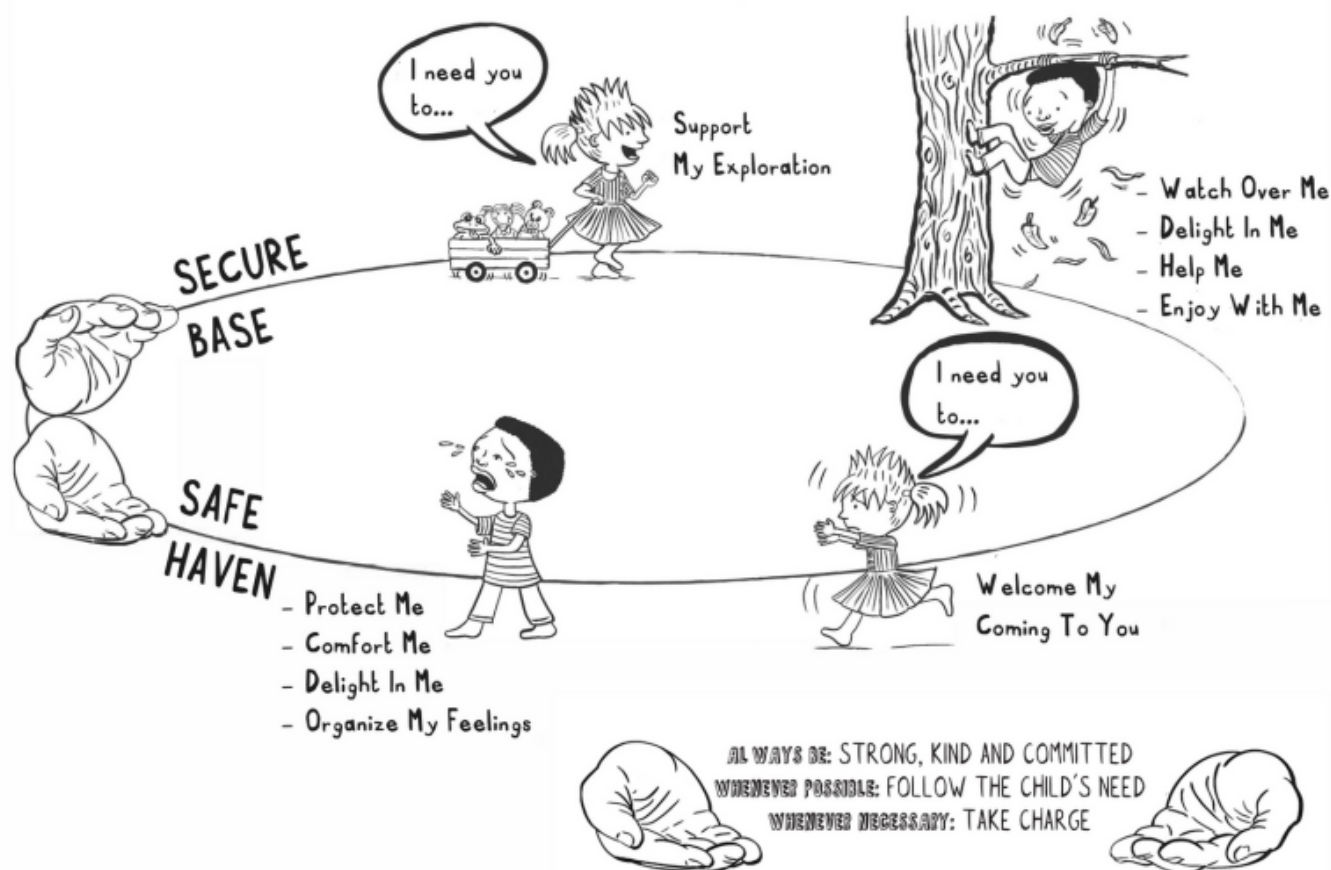 I need you
to...
Support
My Exploration
- Watch Over Me
- Delight In Me
- Help Me
- Enjoy With Me
SECURE
BASE
I need you
to...
Welcome My
Coming To You
SAFE
HAVEN
- Protect Me
- Comfort Me
- Delight In Me
- Organize My Feelings
ALWAYS BE: STRONG, KIND AND COMMITTED
WHENEVER POSSIBLE: FOLLOW THE CHILD'S NEED
WHENEVER NECESSARY: TAKE CHARGE